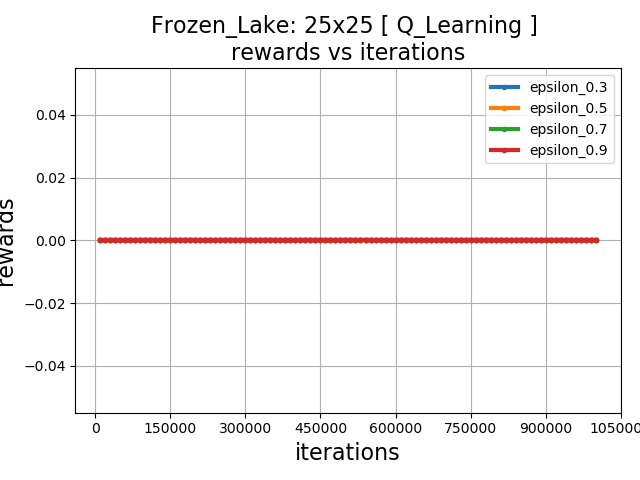 Frozen_Lake: 25x25 [ Q_Learning ]
rewards vs iterations
epsilon_0.3
epsilon_0.5
epsilon_0.7
epsilon_0.9
0.04
0.02
0.00
−0.02
−0.04
rewards
0 150000 300000 450000 600000 750000 900000 105000
iterations